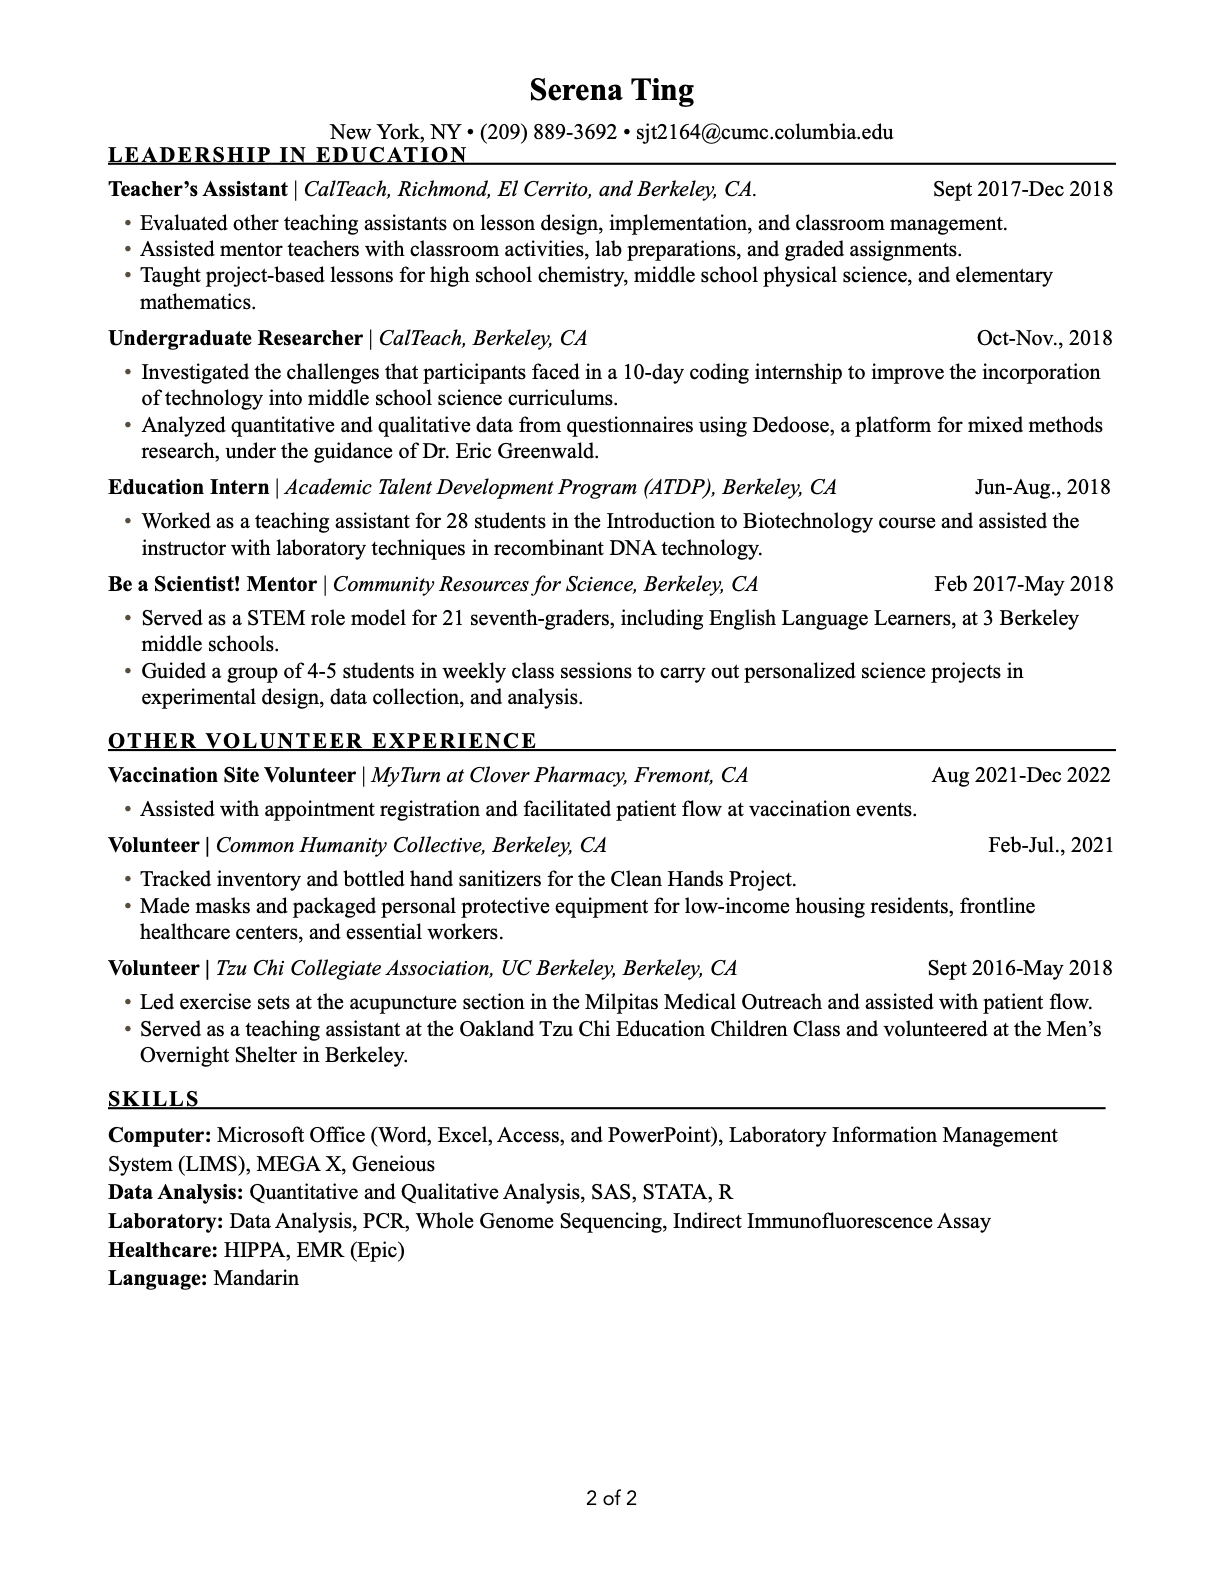 Serena Ting
New York, NY • (209) 889-3692 • sjt2164@cumc.columbia.edu
LEADERSHIP IN EDUCATION
Teacher’s Assistant | CalTeach, Richmond, El Cerrito, and Berkeley, CA. Sept 2017-Dec 2018
• Evaluated other teaching assistants on lesson design, implementation, and classroom management.
• Assisted mentor teachers with classroom activities, lab preparations, and graded assignments.
• Taught project-based lessons for high school chemistry, middle school physical science, and elementary
mathematics.
Undergraduate Researcher | CalTeach, Berkeley, CA Oct-Nov., 2018
• Investigated the challenges that participants faced in a 10-day coding internship to improve the incorporation
of technology into middle school science curriculums.
• Analyzed quantitative and qualitative data from questionnaires using Dedoose, a platform for mixed methods
research, under the guidance of Dr. Eric Greenwald.
Education Intern | Academic Talent Development Program (ATDP), Berkeley, CA Jun-Aug., 2018
• Worked as a teaching assistant for 28 students in the Introduction to Biotechnology course and assisted the
instructor with laboratory techniques in recombinant DNA technology.
Be a Scientist! Mentor | Community Resources for Science, Berkeley, CA Feb 2017-May 2018
• Served as a STEM role model for 21 seventh-graders, including English Language Learners, at 3 Berkeley
middle schools.
• Guided a group of 4-5 students in weekly class sessions to carry out personalized science projects in
experimental design, data collection, and analysis.
OTHER VOLUNTEER EXPERIENCE
Vaccination Site Volunteer | MyTurn at Clover Pharmacy, Fremont, CA Aug 2021-Dec 2022
• Assisted with appointment registration and facilitated patient flow at vaccination events.
Volunteer | Common Humanity Collective, Berkeley, CA Feb-Jul., 2021
• Tracked inventory and bottled hand sanitizers for the Clean Hands Project.
• Made masks and packaged personal protective equipment for low-income housing residents, frontline
healthcare centers, and essential workers.
Volunteer | Tzu Chi Collegiate Association, UC Berkeley, Berkeley, CA Sept 2016-May 2018
• Led exercise sets at the acupuncture section in the Milpitas Medical Outreach and assisted with patient flow.
• Served as a teaching assistant at the Oakland Tzu Chi Education Children Class and volunteered at the Men’s
Overnight Shelter in Berkeley.
SKILLS
Computer: Microsoft Office (Word, Excel, Access, and PowerPoint), Laboratory Information Management
System (LIMS), MEGA X, Geneious
Data Analysis: Quantitative and Qualitative Analysis, SAS, STATA, R
Laboratory: Data Analysis, PCR, Whole Genome Sequencing, Indirect Immunofluorescence Assay
Healthcare: HIPPA, EMR (Epic)
Language: Mandarin
2 of 2